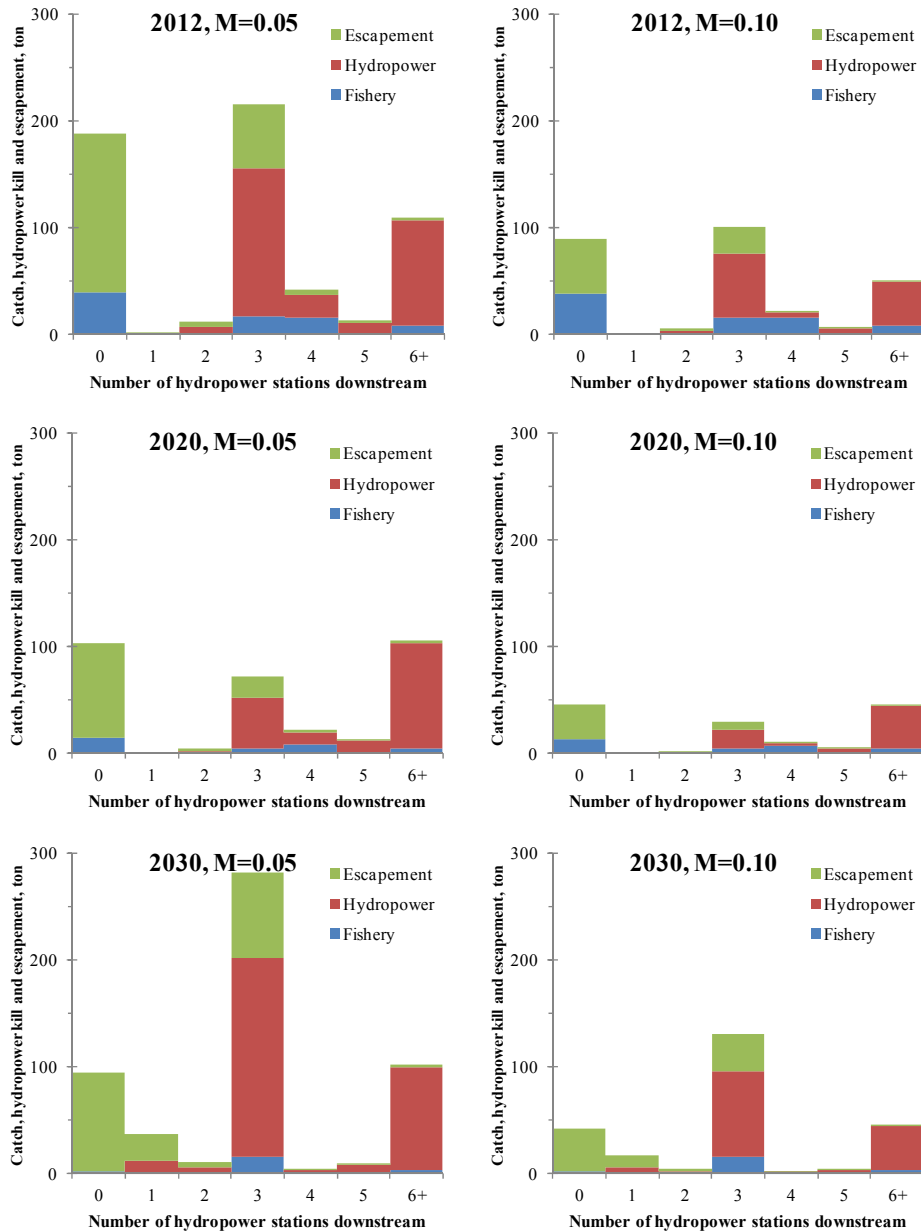 2012, M=0.05
Catch, hydropower kill and escapement, ton
300
200
100
0
Escapement
Hydropower
Fishery
0 1 2 3 4 5 6+
Number of hydropower stations downstream
2012, M=0.10
Catch, hydropower kill and escapement, ton
300
200
100
0
Escapement
Hydropower
Fishery
0 1 2 3 4 5 6+
Number of hydropower stations downstream
2020, M=0.05
Catch, hydropower kill and escapement, ton
300
200
100
0
Escapement
Hydropower
Fishery
0 1 2 3 4 5 6+
Number of hydropower stations downstream
2020, M=0.10
Catch, hydropower kill and escapement, ton
300
200
100
0
Escapement
Hydropower
Fishery
0 1 2 3 4 5 6+
Number of hydropower stations downstream
2030, M=0.05
Catch, hydropower kill and escapement, ton
300
200
100
0
Escapement
Hydropower
Fishery
0 1 2 3 4 5 6+
Number of hydropower stations downstream
2030, M=0.10
Catch, hydropower kill and escapement, ton
300
200
100
0
Escapement
Hydropower
Fishery
0 1 2 3 4 5 6+
Number of hydropower stations downstream